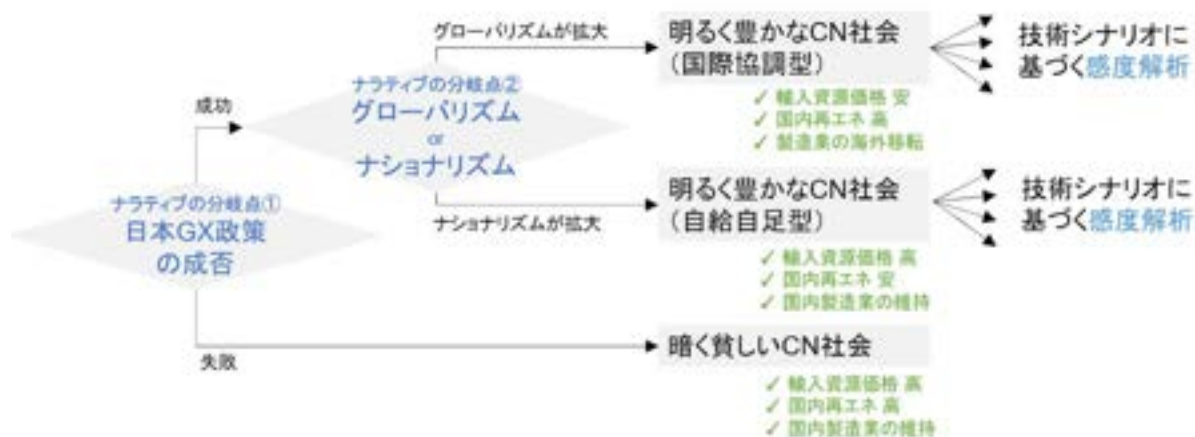 グローバリズムが拡大
明るく豊かなCN社会
(国際協調型)
技術シナリオに
基づく感度解析
ナラティブの分岐点②
グローバリズム
or
ナショナリズム
成功
✓ 輸入資源価格 安
✓ 国内再エネ 高
✓ 製造業の海外移転
ナラティブの分岐点①
日本GX政策
の成否
ナショナリズムが拡大
明るく豊かなCN社会
(自給自足型)
技術シナリオに
基づく感度解析
✓ 輸入資源価格 高
✓ 国内再エネ 安
✓ 国内製造業の維持
失敗
暗く貧しいCN社会
✓ 輸入資源価格 高
✓ 国内再エネ 高
✓ 国内製造業の維持